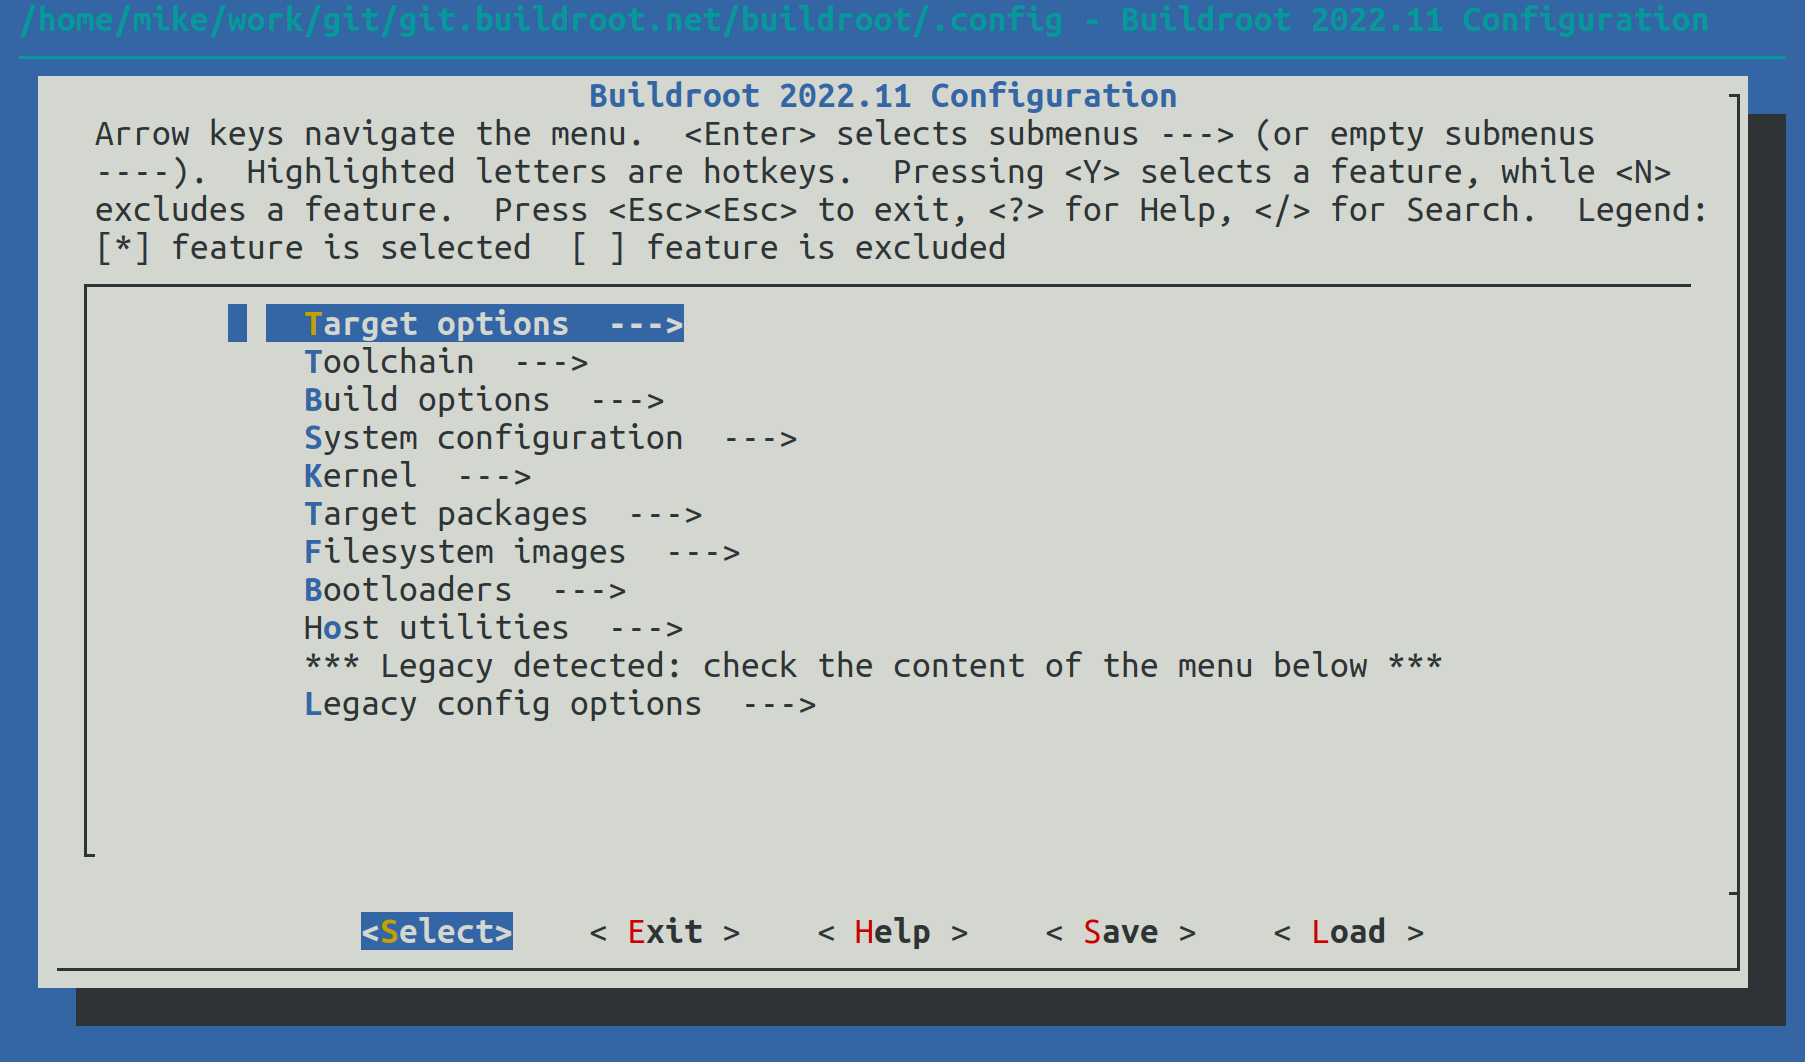 /home/mike/work/git/git.buildroot.net/buildroot/.config - Buildroot 2022.11 Configuration
Buildroot 2022.11 Configuration
Arrow keys navigate the menu.  <Enter> selects submenus ---> (or empty submenus
----).  Highlighted letters are hotkeys.  Pressing <Y> selects a feature, while <N>
excludes a feature.  Press <Esc><Esc> to exit, <?> for Help, </> for Search.  Legend:
[*] feature is selected  [ ] feature is excluded
Target options  --->
Toolchain  --->
Build options  --->
System configuration  --->
Kernel  --->
Target packages  --->
Filesystem images  --->
Bootloaders  --->
Host utilities  --->
*** Legacy detected: check the content of the menu below ***
Legacy config options  --->
<Select>    < Exit >    < Help >    < Save >    < Load >